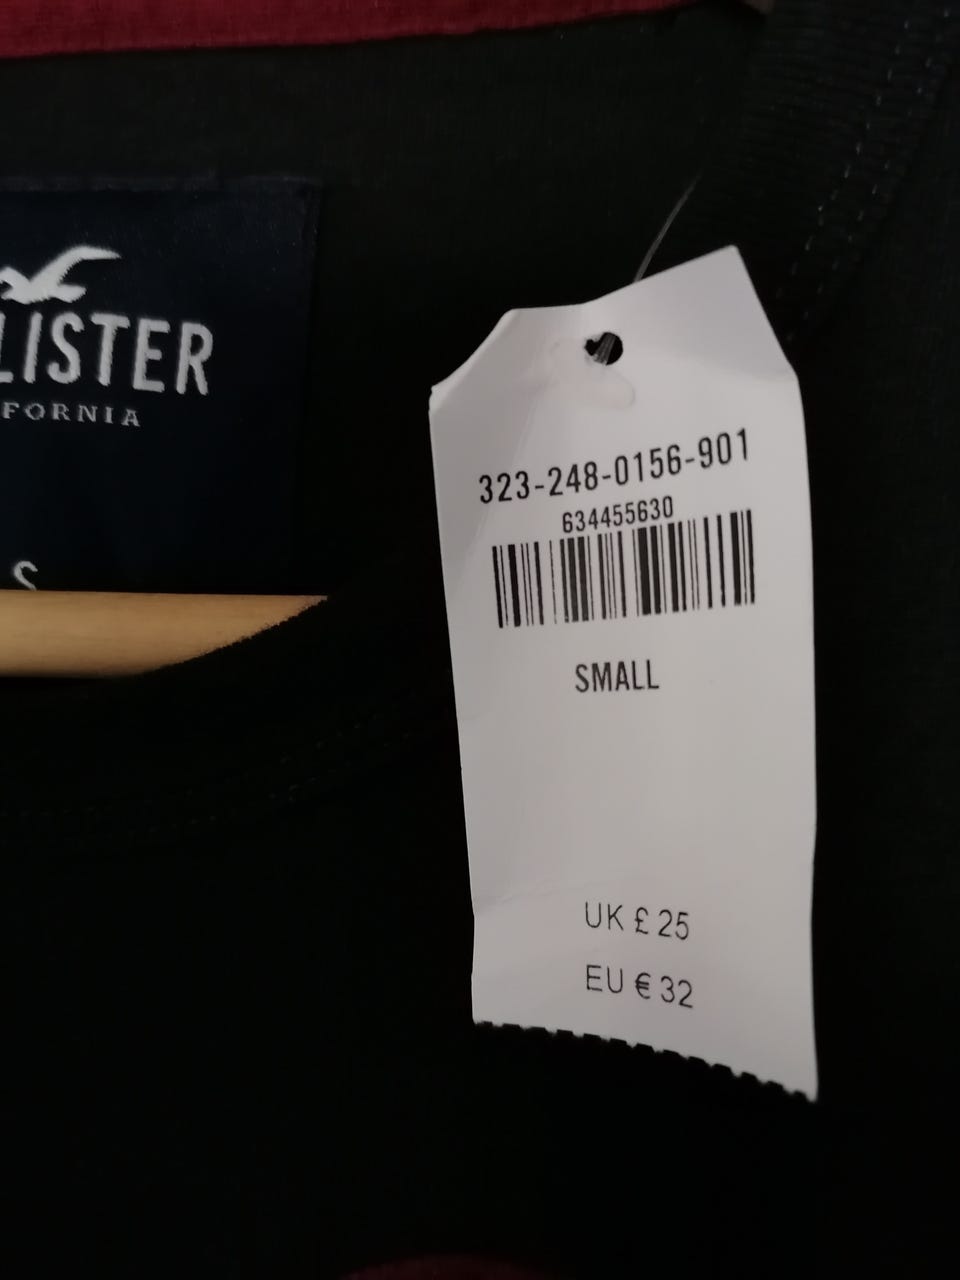 LISTER
FORNIA
S
323-248-0156-901
634455630
SMALL
UK £ 25
EU € 32